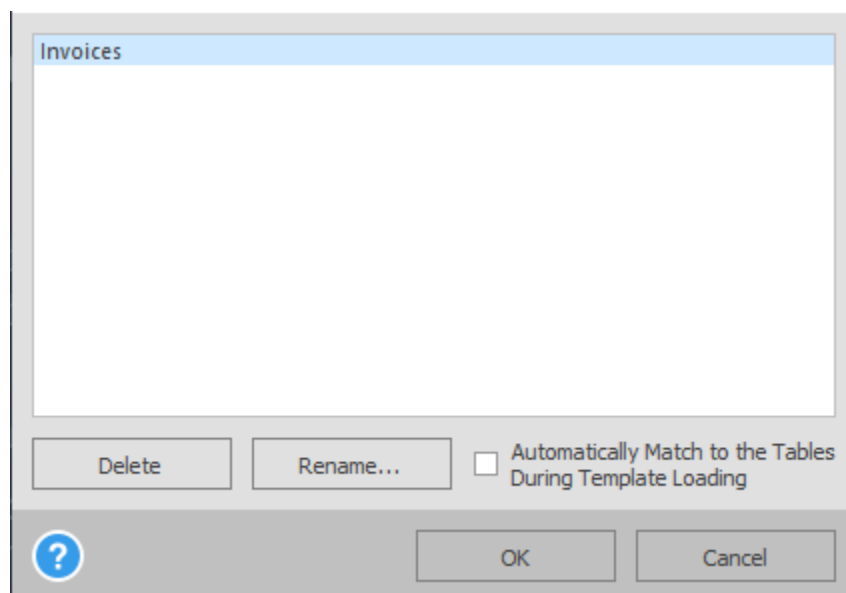 Invoices
Delete
Rename...
Automatically Match to the Tables
During Template Loading
?
OK
Cancel